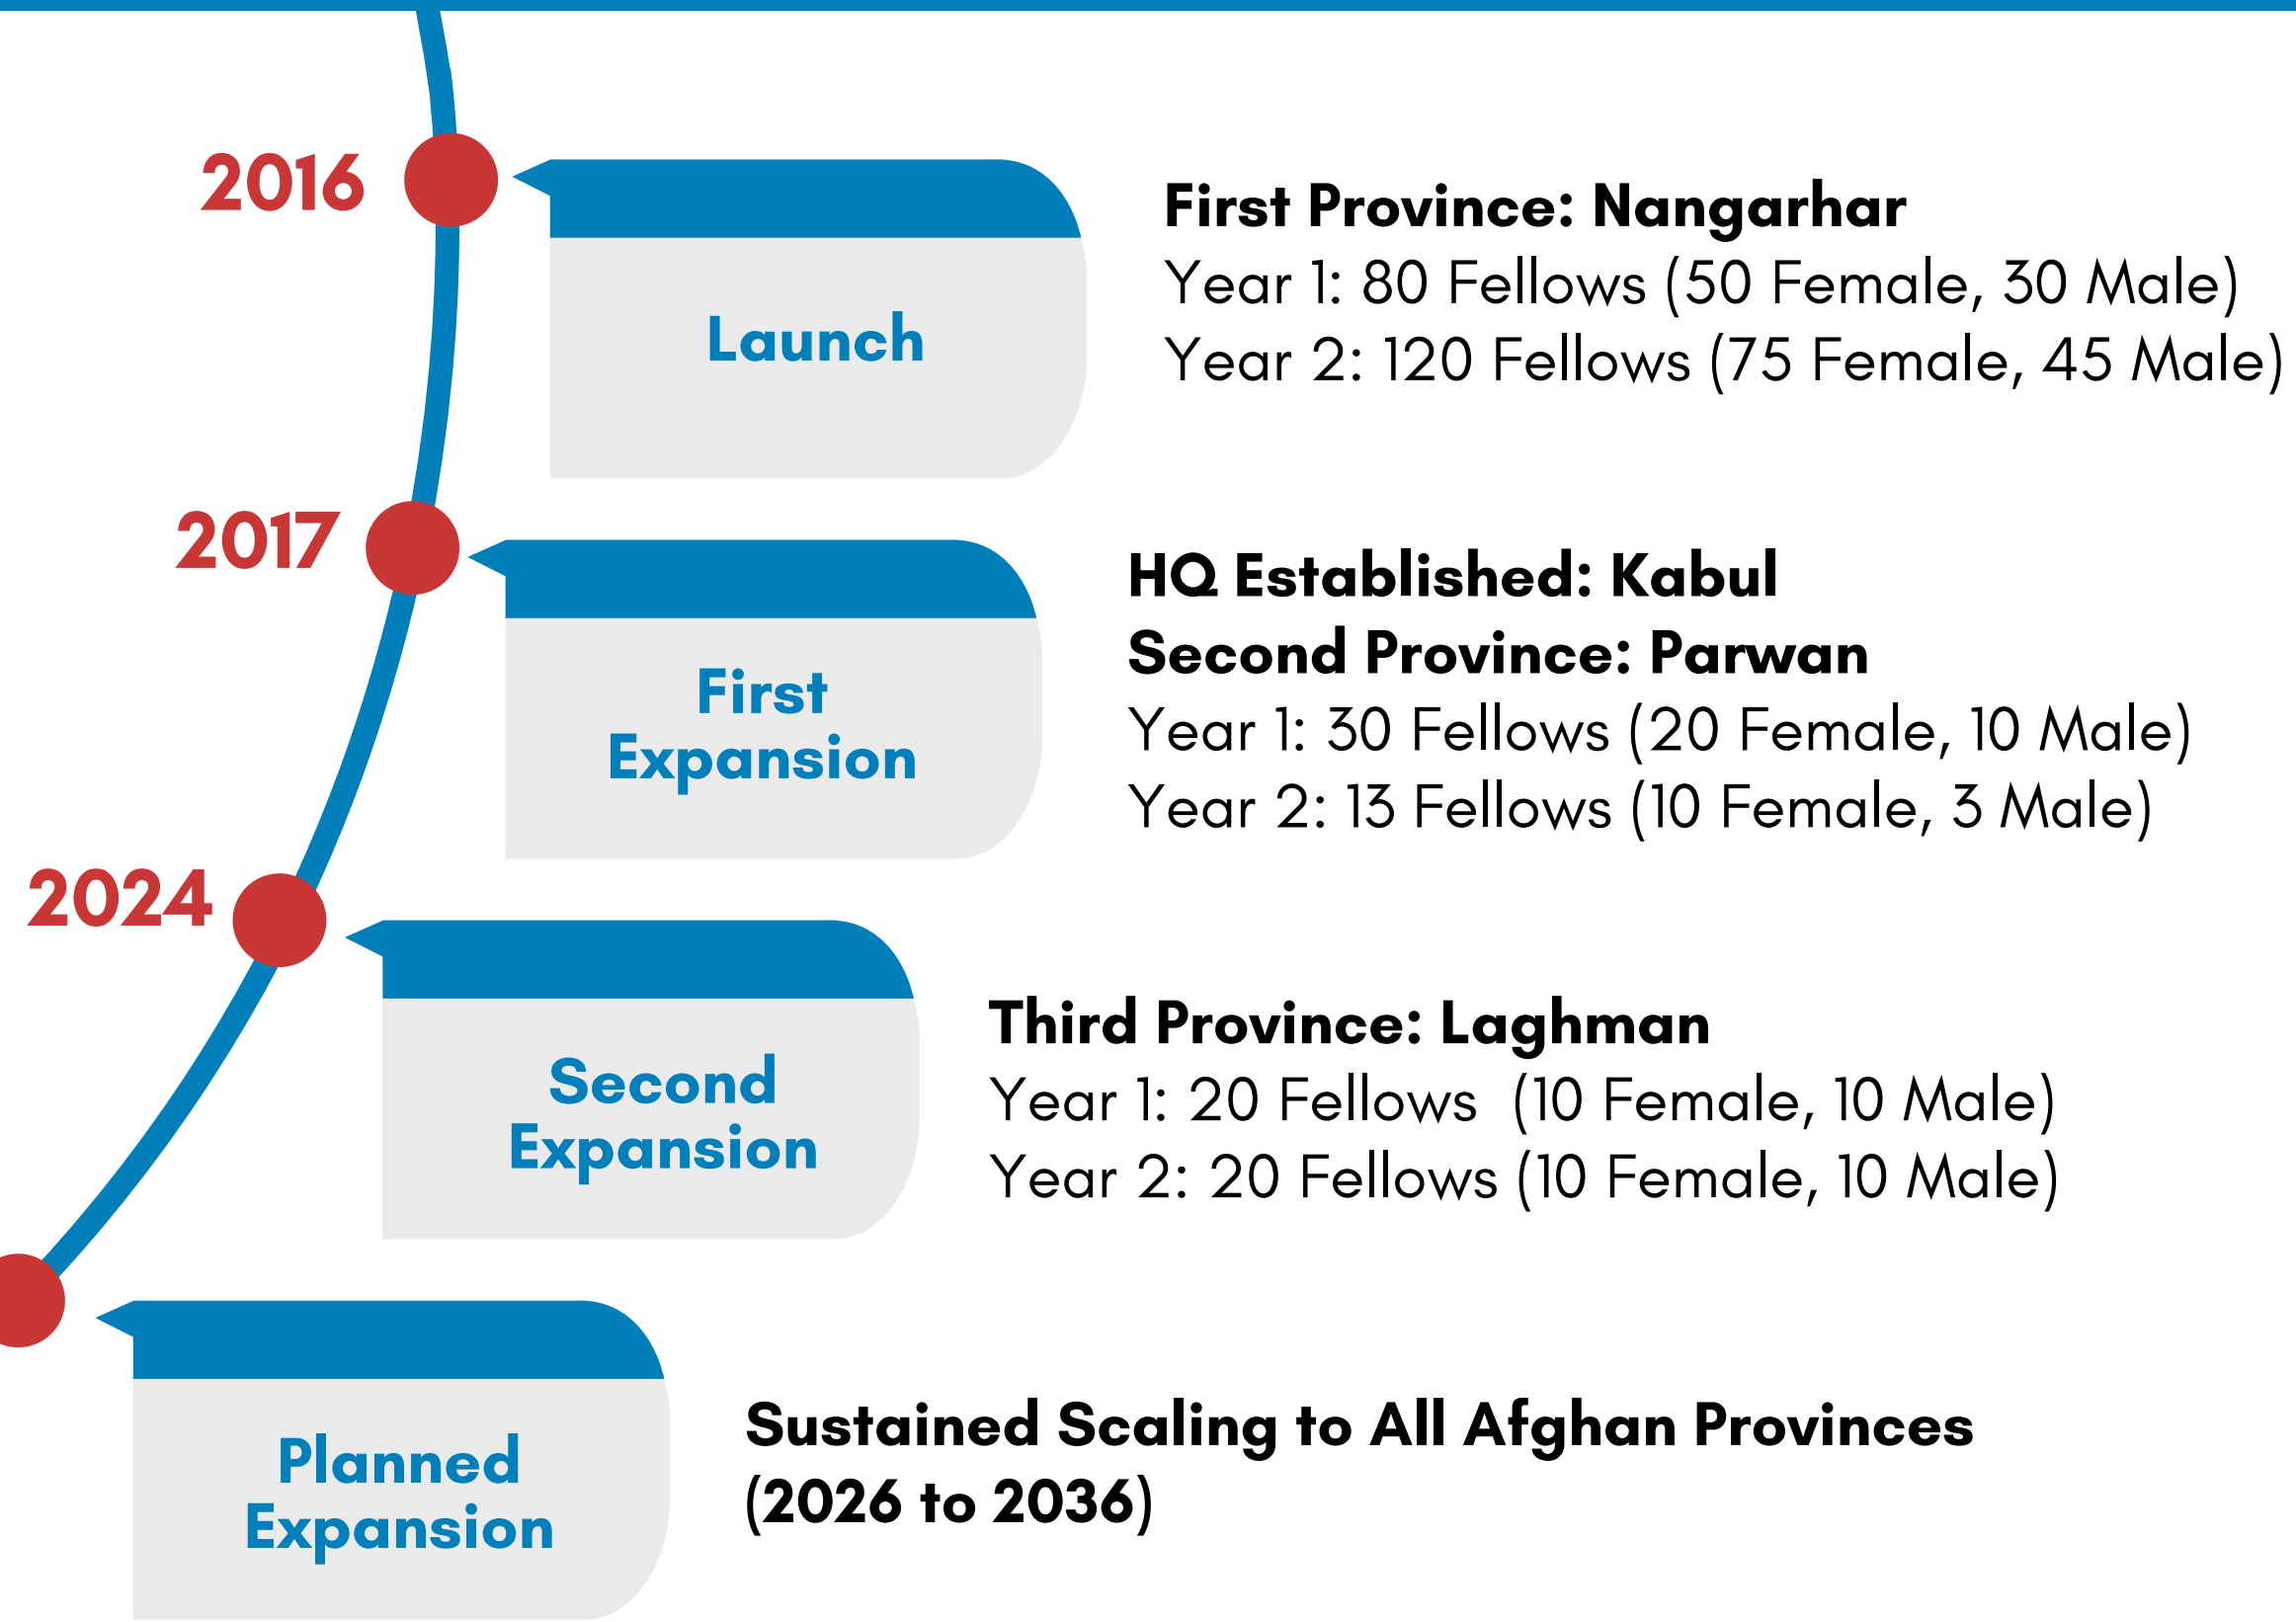 2016
Launch
First Province: Nangarhar
Year 1: 80 Fellows (50 Female, 30 Male)
Year 2: 120 Fellows (75 Female, 45 Male)
2017
First
Expansion
HQ Established: Kabul
Second Province: Parwan
Year 1: 30 Fellows (20 Female, 10 Male)
Year 2: 13 Fellows (10 Female, 3 Male)
2024
Second
Expansion
Third Province: Laghman
Year 1: 20 Fellows (10 Female, 10 Male)
Year 2: 20 Fellows (10 Female, 10 Male)
Planned
Expansion
Sustained Scaling to All Afghan Provinces
(2026 to 2036)